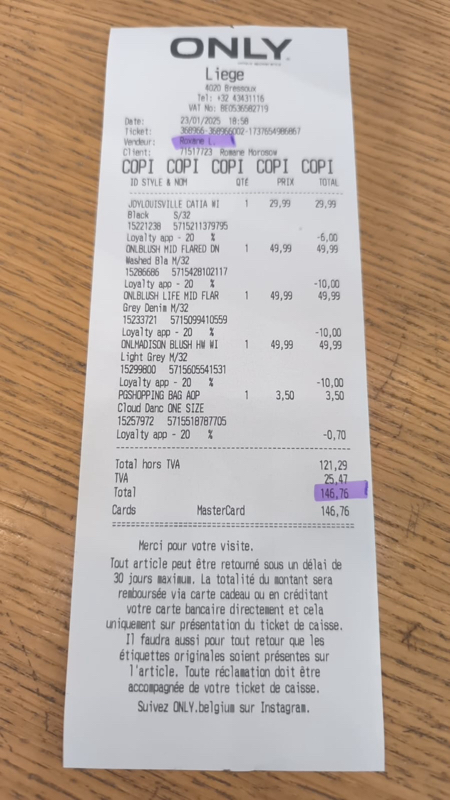 ONLY
Liege
4020 Bressoux
Tel: +32 43431116
VAT No: BE0536582719
Date: 23/01/2025 18:58
Ticket: 368966-368966002-1737654986867
Vendeur: Roxane L.
Client: 71517723 Romane Morosow
COPI COPI COPI COPI COPI
ID STYLE & NOM QTÉ PRIX TOTAL
JDYLOUISVILLE CATIA WI 1 29,99 29,99
Black S/32
15221238 5715211379795
Loyalty app - 20 % -6,00
ONLBLUSH MID FLARED DN 1 49,99 49,99
Washed Bla M/32
15286686 5715428102117
Loyalty app - 20 % -10,00
ONLBLUSH LIFE MID FLAR 1 49,99 49,99
Grey Denim M/32
15233721 5715099410559
Loyalty app - 20 % -10,00
ONLMADISON BLUSH HW WI 1 49,99 49,99
Light Grey M/32
15299800 5715605541531
Loyalty app - 20 % -10,00
PGSHOPPING BAG AOP 1 3,50 3,50
Cloud Danc ONE SIZE
15257972 5715518787705
Loyalty app - 20 % -0,70
Total hors TVA 121,29
TVA 25,47
Total 146,76
Cards MasterCard 146,76
Merci pour votre visite.
Tout article peut être retourné sous un délai de
30 jours maximum. La totalité du montant sera
remboursée via carte cadeau ou en créditant
votre carte bancaire directement et cela
uniquement sur présentation du ticket de caisse.
Il faudra aussi pour tout retour que les
étiquettes originales soient présentes sur
l'article. Toute réclamation doit être
accompagnée de votre ticket de caisse.
Suivez ONLY.belgium sur Instagram.